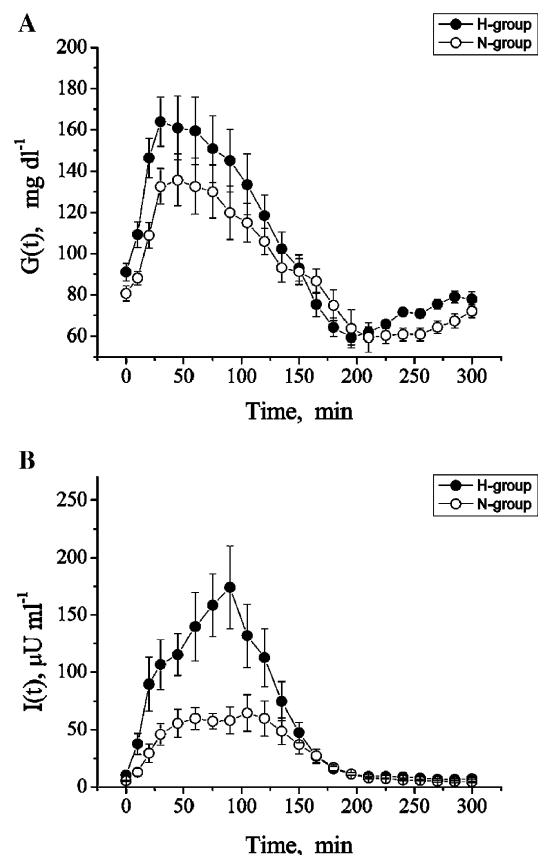 A
H-group
N-group
200
180
160
140
120
100
80
60
G(t), mg dl⁻¹
0 50 100 150 200 250 300
Time, min
B
H-group
N-group
250
200
150
100
50
0
I(t), μU ml⁻¹
0 50 100 150 200 250 300
Time, min